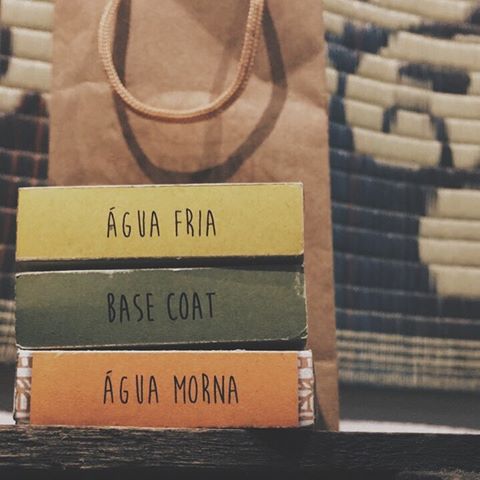 ÁGUA FRIA
BASE COAT
ÁGUA MORNA